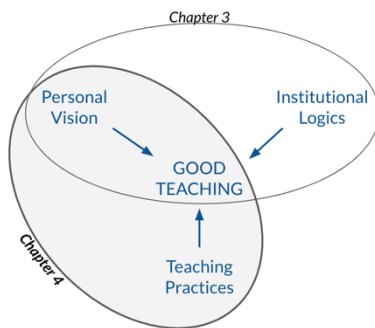 Chapter 3
Personal
Vision
Institutional
Logics
GOOD
TEACHING
Chapter 4
Teaching
Practices